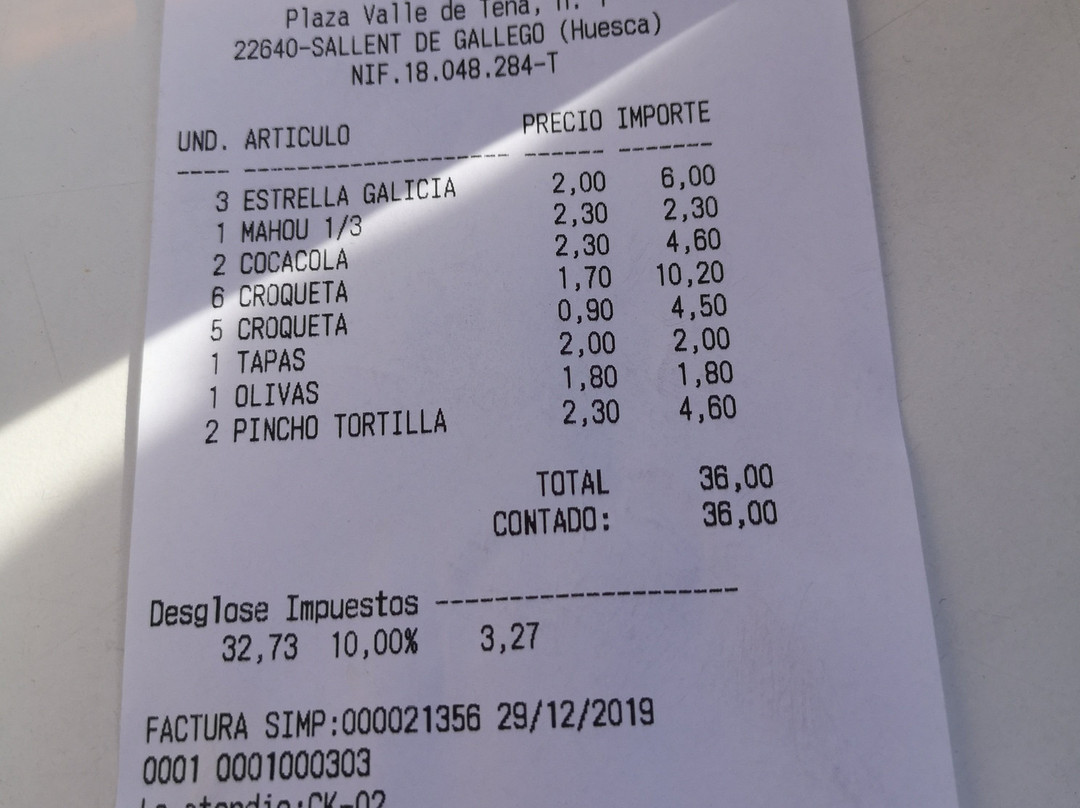 Plaza Valle de Tena, n.
22640-SALLENT DE GALLEGO (Huesca)
NIF.18.048.284-T
UND. ARTICULO PRECIO IMPORTE
3 ESTRELLA GALICIA 2,00 6,00
1 MAHOU 1/3 2,30 2,30
2 COCACOLA 2,30 4,60
6 CROQUETA 1,70 10,20
5 CROQUETA 0,90 4,50
1 TAPAS 2,00 2,00
1 OLIVAS 1,80 1,80
2 PINCHO TORTILLA 2,30 4,60
TOTAL 36,00
CONTADO: 36,00
Desglose Impuestos --------------------
32,73 10,00% 3,27
FACTURA SIMP:000021356 29/12/2019
0001 0001000303
Le atendio:CK-02